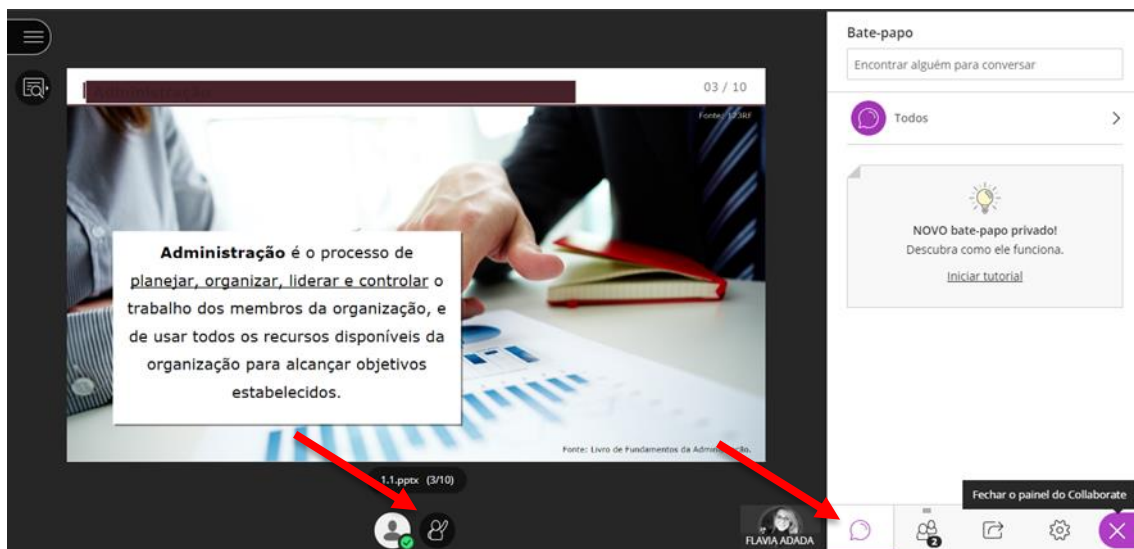 Administração
03 / 10
Fonte: 123RF
Administração é o processo de
planejar, organizar, liderar e controlar o
trabalho dos membros da organização, e
de usar todos os recursos disponíveis da
organização para alcançar objetivos
estabelecidos.
Fonte: Livro de Fundamentos da Administração.
1.1.pptx (3/10)
FLAVIA ADADA
Bate-papo
Encontrar alguém para conversar
Todos
NOVO bate-papo privado!
Descubra como ele funciona.
Iniciar tutorial
Fechar o painel do Collaborate
2